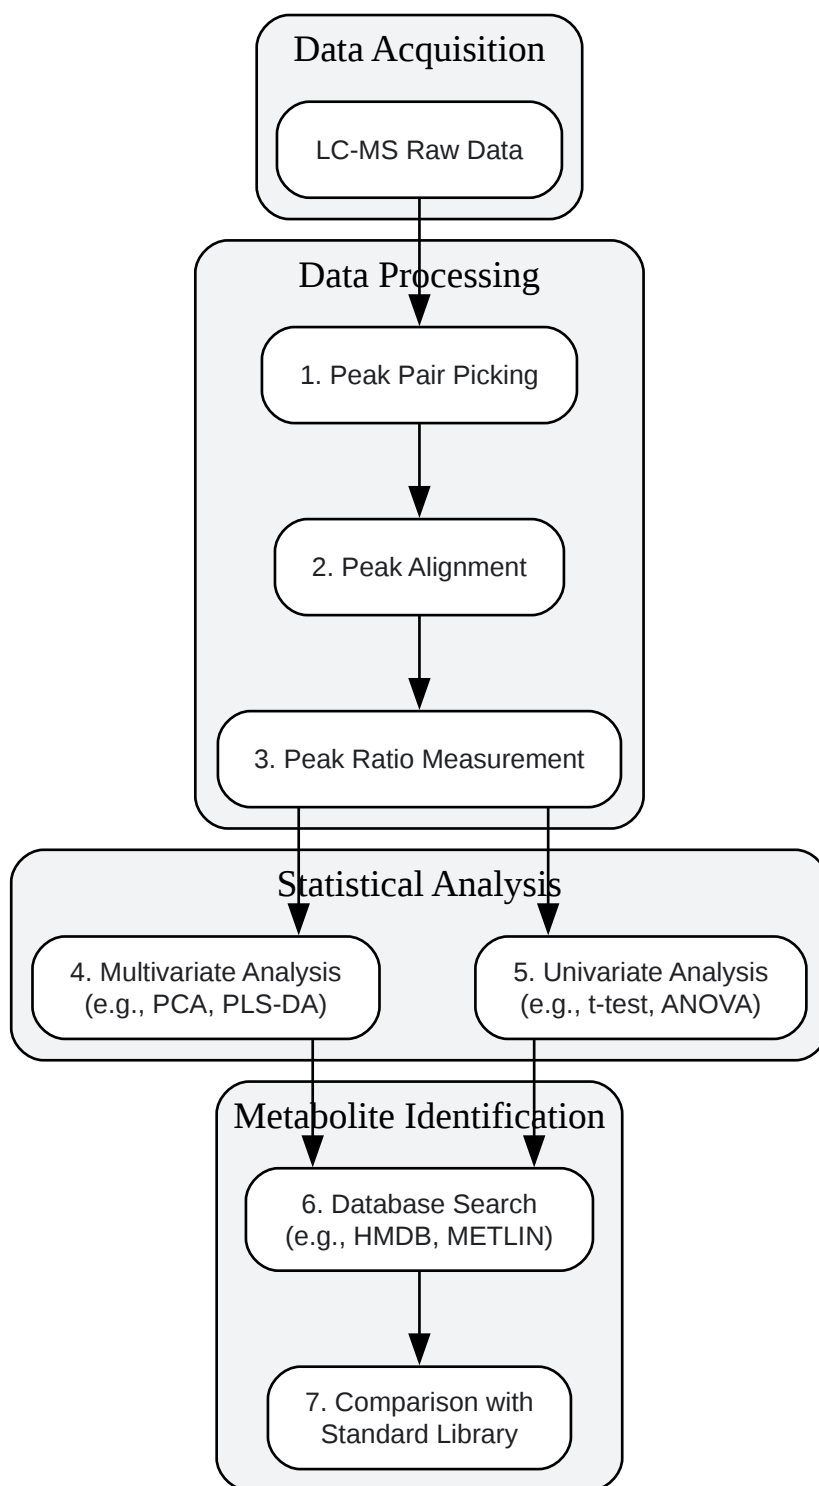 Data Acquisition
LC-MS Raw Data
Data Processing
1. Peak Pair Picking
2. Peak Alignment
3. Peak Ratio Measurement
Statistical Analysis
4. Multivariate Analysis
(e.g., PCA, PLS-DA)
5. Univariate Analysis
(e.g., t-test, ANOVA)
Metabolite Identification
6. Database Search
(e.g., HMDB, METLIN)
7. Comparison with
Standard Library